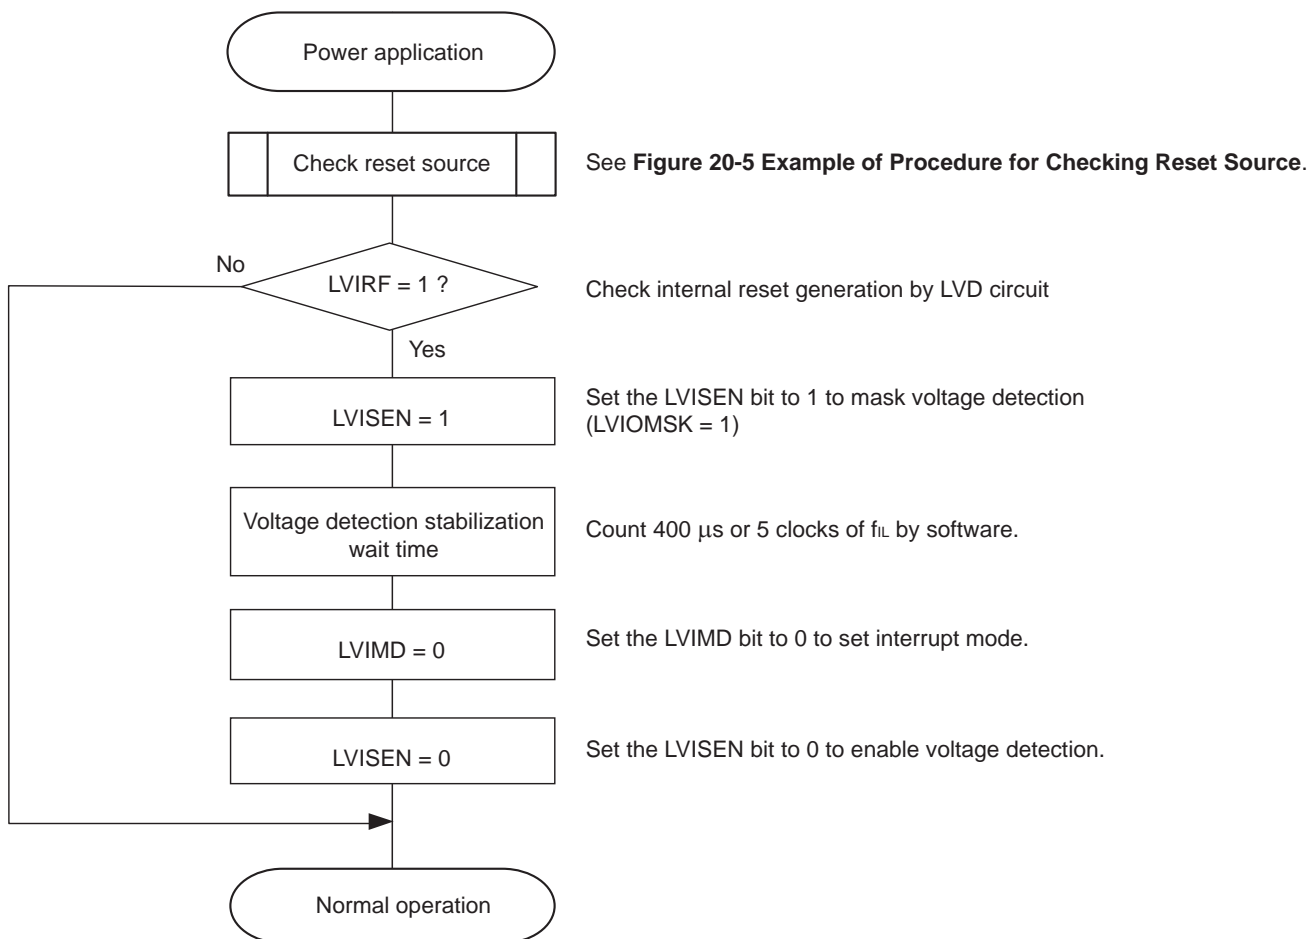 Power application
Check reset source
See Figure 20-5 Example of Procedure for Checking Reset Source.
No
LVIRF = 1 ?
Check internal reset generation by LVD circuit
Yes
LVISEN = 1
Set the LVISEN bit to 1 to mask voltage detection
(LVIOMSK = 1)
Voltage detection stabilization
wait time
Count 400 μs or 5 clocks of fIL by software.
LVIMD = 0
Set the LVIMD bit to 0 to set interrupt mode.
LVISEN = 0
Set the LVISEN bit to 0 to enable voltage detection.
Normal operation